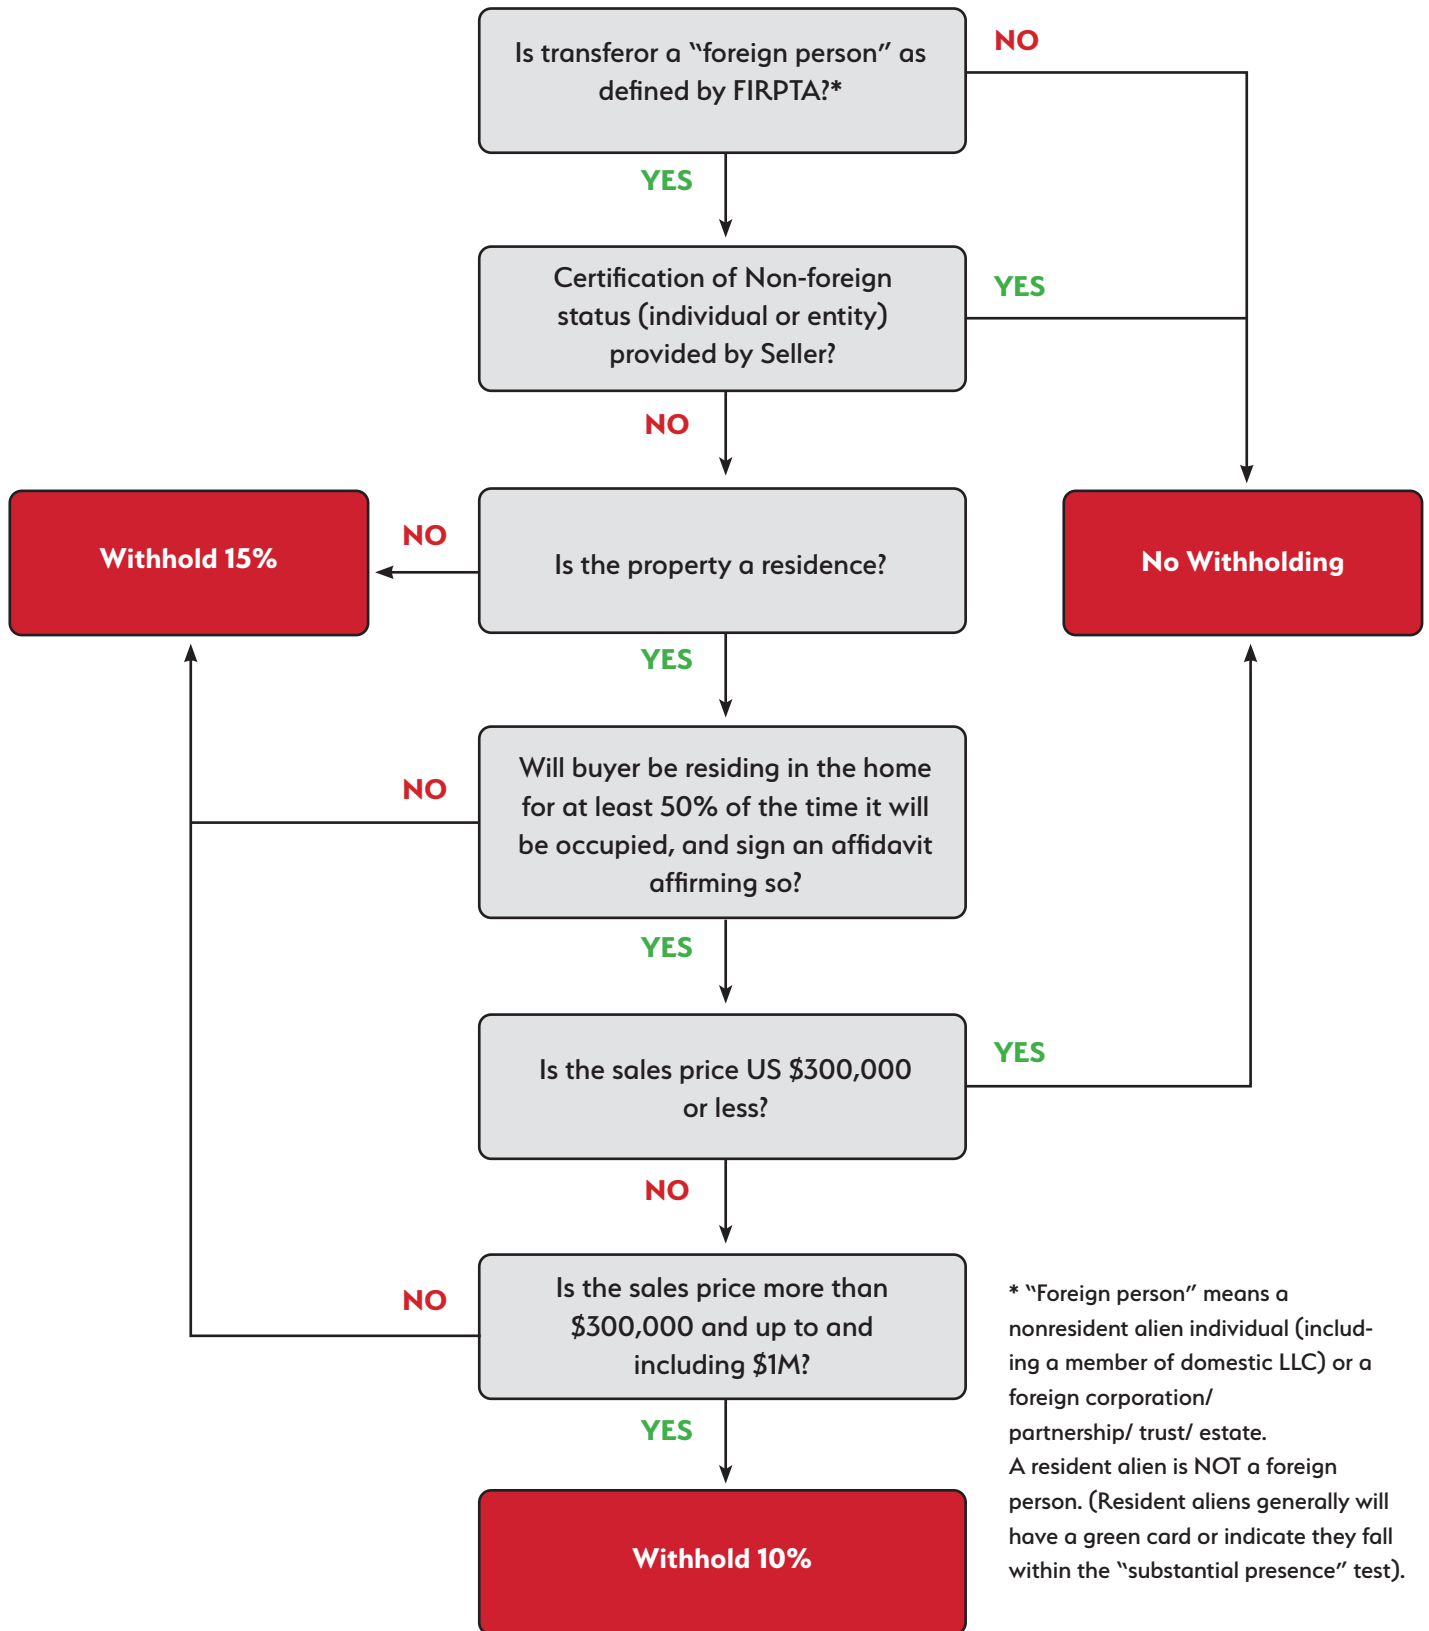 Is transferor a “foreign person” as
defined by FIRPTA?*
NO
YES
Certification of Non-foreign
status (individual or entity)
provided by Seller?
YES
NO
Withhold 15%
NO
Is the property a residence?
No Withholding
YES
Will buyer be residing in the home
for at least 50% of the time it will
be occupied, and sign an affidavit
affirming so?
NO
YES
Is the sales price US $300,000
or less?
YES
NO
Is the sales price more than
$300,000 and up to and
including $1M?
NO
YES
Withhold 10%
* “Foreign person” means a
nonresident alien individual (includ-
ing a member of domestic LLC) or a
foreign corporation/
partnership/ trust/ estate.
A resident alien is NOT a foreign
person. (Resident aliens generally will
have a green card or indicate they fall
within the “substantial presence” test).